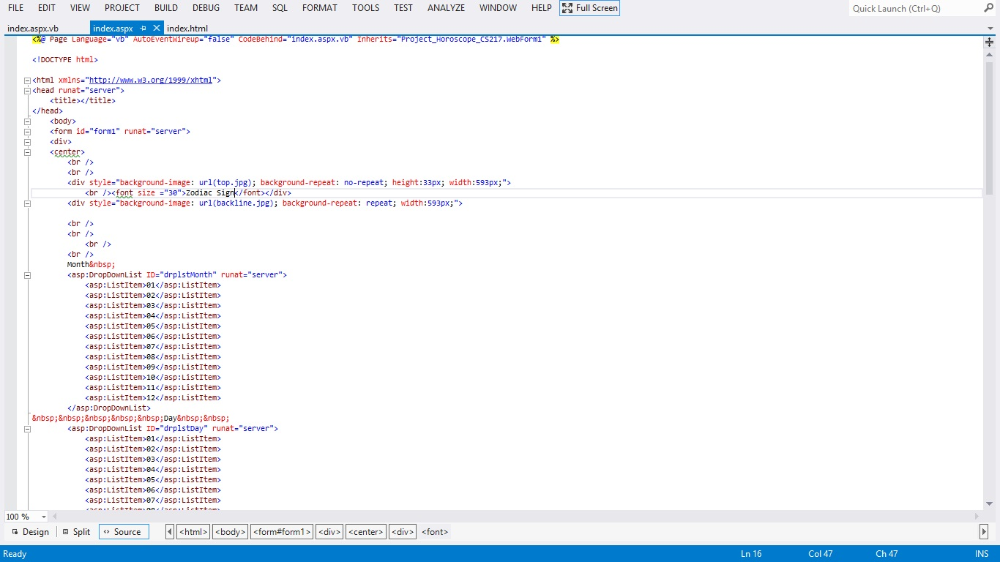 FILE EDIT VIEW PROJECT BUILD DEBUG TEAM SQL FORMAT TOOLS TEST ANALYZE WINDOW HELP Full Screen Quick Launch (Ctrl+Q)
index.aspx.vb index.aspx index.html
<%@ Page Language="vb" AutoEventWireup="false" CodeBehind="index.aspx.vb" Inherits="Project_Horoscope_CS217.WebForm1" %>
<!DOCTYPE html>
<html xmlns="http://www.w3.org/1999/xhtml">
<head runat="server">
<title></title>
</head>
<body>
<form id="form1" runat="server">
<div>
<center>
<br />
<br />
<div style="background-image: url(top.jpg); background-repeat: no-repeat; height:33px; width:593px;">
<br /><font size ="30">Zodiac Sign</font></div>
<div style="background-image: url(backline.jpg); background-repeat: repeat; width:593px;">
<br />
<br />
<br />
<br />
Month&nbsp;
<asp:DropDownList ID="drplstMonth" runat="server">
<asp:ListItem>01</asp:ListItem>
<asp:ListItem>02</asp:ListItem>
<asp:ListItem>03</asp:ListItem>
<asp:ListItem>04</asp:ListItem>
<asp:ListItem>05</asp:ListItem>
<asp:ListItem>06</asp:ListItem>
<asp:ListItem>07</asp:ListItem>
<asp:ListItem>08</asp:ListItem>
<asp:ListItem>09</asp:ListItem>
<asp:ListItem>10</asp:ListItem>
<asp:ListItem>11</asp:ListItem>
<asp:ListItem>12</asp:ListItem>
</asp:DropDownList>
&nbsp;&nbsp;&nbsp;&nbsp;&nbsp;Day&nbsp;&nbsp;
<asp:DropDownList ID="drplstDay" runat="server">
<asp:ListItem>01</asp:ListItem>
<asp:ListItem>02</asp:ListItem>
<asp:ListItem>03</asp:ListItem>
<asp:ListItem>04</asp:ListItem>
<asp:ListItem>05</asp:ListItem>
<asp:ListItem>06</asp:ListItem>
<asp:ListItem>07</asp:ListItem>
<asp:ListItem>08</asp:ListItem>
100 %
Design Split Source <html> <body> <form#form1> <div> <center> <div> <font>
Ready Ln 16 Col 47 Ch 47 INS